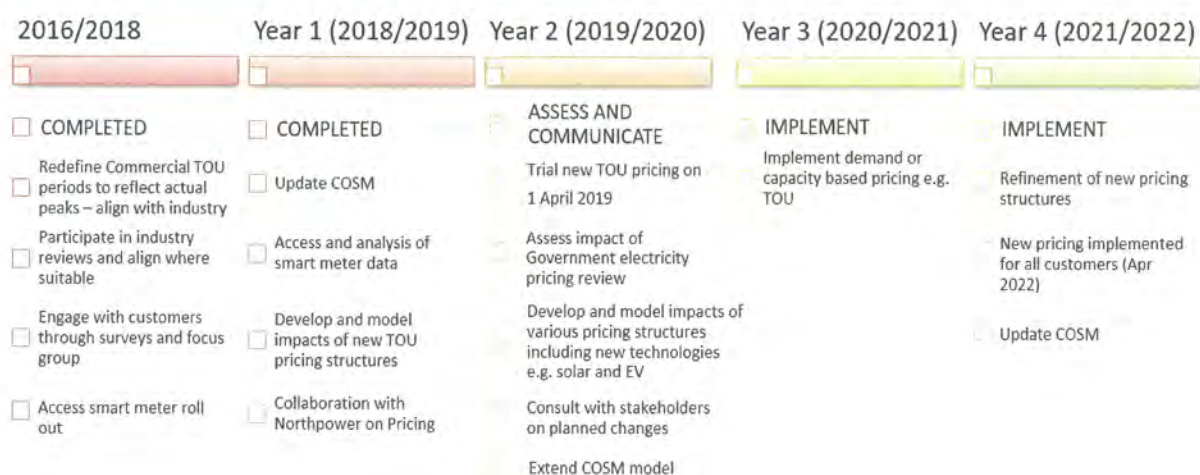 2016/2018
COMPLETED
Redefine Commercial TOU
periods to reflect actual
peaks – align with industry
Participate in industry
reviews and align where
suitable
Engage with customers
through surveys and focus
group
Access smart meter roll
out
Year 1 (2018/2019)
COMPLETED
Update COSM
Access and analysis of
smart meter data
Develop and model
impacts of new TOU
pricing structures
Collaboration with
Northpower on Pricing
Year 2 (2019/2020)
ASSESS AND
COMMUNICATE
Trial new TOU pricing on
1 April 2019
Assess impact of
Government electricity
pricing review
Develop and model impacts of
various pricing structures
including new technologies
e.g. solar and EV
Consult with stakeholders
on planned changes
Extend COSM model
Year 3 (2020/2021)
IMPLEMENT
Implement demand or
capacity based pricing e.g.
TOU
Year 4 (2021/2022)
IMPLEMENT
Refinement of new pricing
structures
New pricing implemented
for all customers (Apr
2022)
Update COSM